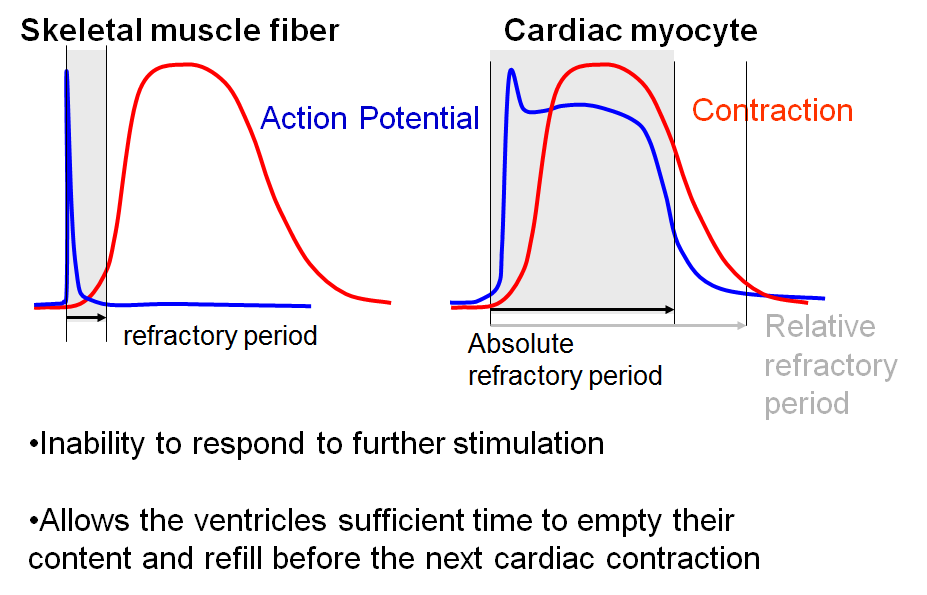 Skeletal muscle fiber
Cardiac myocyte
Action Potential
Contraction
refractory period
Absolute
refractory period
Relative
refractory
period
•Inability to respond to further stimulation
•Allows the ventricles sufficient time to empty their
content and refill before the next cardiac contraction